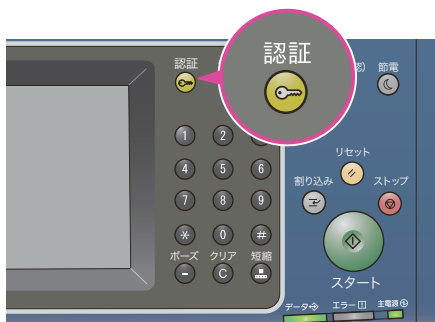 認証
認証
節電
1
2
4
5
6
7
8
9
リセット
割り込み
ストップ
*
0
#
ポーズ
クリア
短縮
-
C
スタート
データ
エラー
主電源